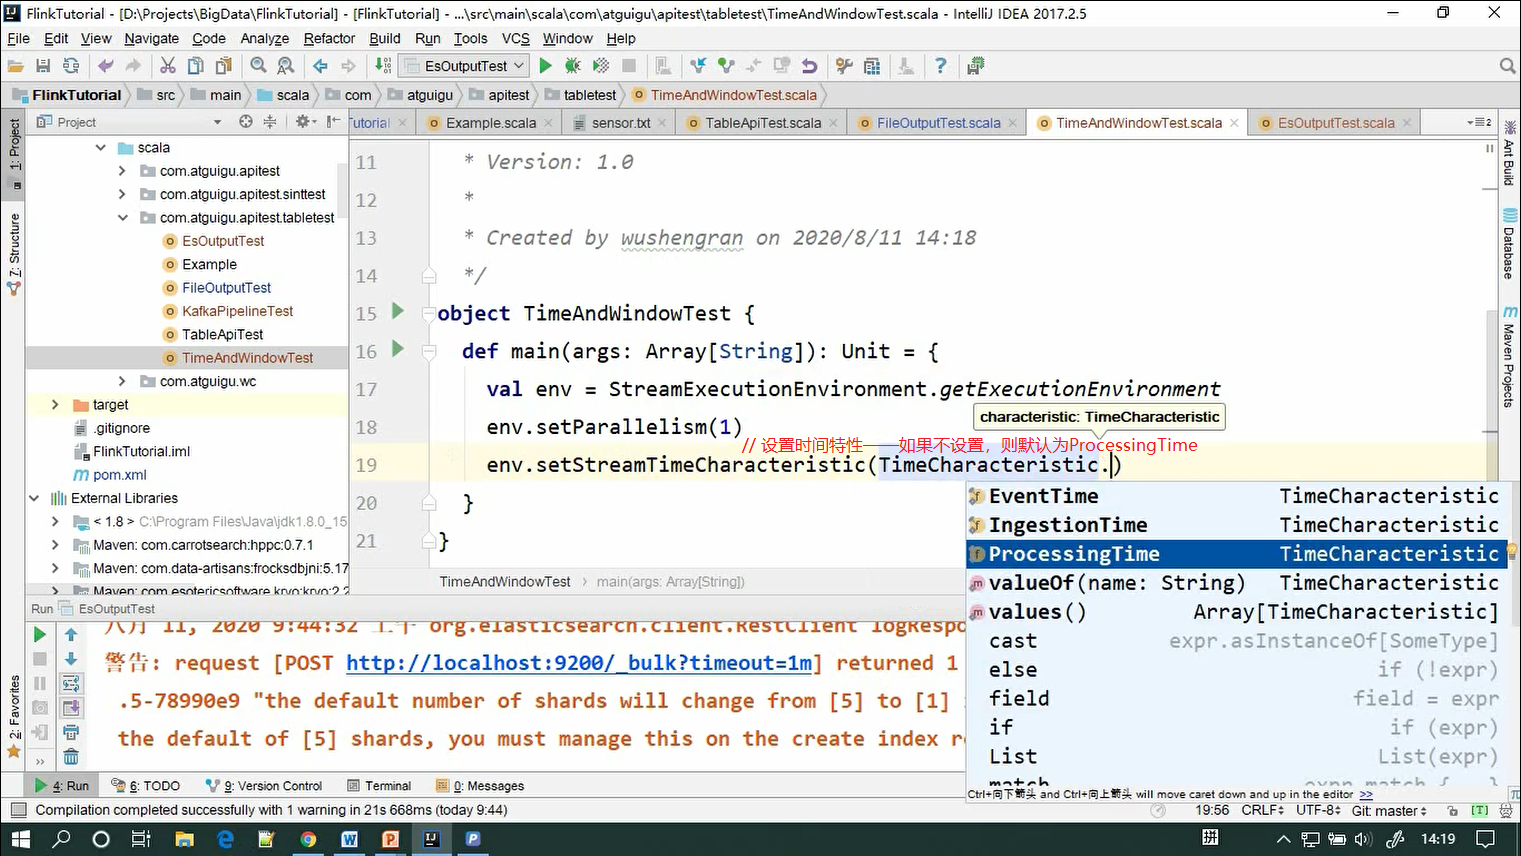 FlinkTutorial - [D:\Projects\BigData\FlinkTutorial] - [FlinkTutorial] - ...\src\main\scala\com\atguigu\apitest\tabletest\TimeAndWindowTest.scala - IntelliJ IDEA 2017.2.5
File Edit View Navigate Code Analyze Refactor Build Run Tools VCS Window Help
EsOutputTest
FlinkTutorial src main scala com atguigu apitest tabletest TimeAndWindowTest.scala
Project
Tutorial Example.scala sensor.txt TableApiTest.scala FileOutputTest.scala TimeAndWindowTest.scala EsOutputTest.scala
2
1: Project
Z: Structure
2: Favorites
scala
com.atguigu.apitest
com.atguigu.apitest.sinttest
com.atguigu.apitest.tabletest
EsOutputTest
Example
FileOutputTest
KafkaPipelineTest
TableApiTest
TimeAndWindowTest
com.atguigu.wc
target
.gitignore
FlinkTutorial.iml
pom.xml
External Libraries
< 1.8 > C:\Program Files\Java\jdk1.8.0_15
Maven: com.carrotsearch:hppc:0.7.1
Maven: com.data-artisans:frocksdbjni:5.17
Maven: com.esotericsoftware.kryo:kryo:2.2
11 * Version: 1.0
12 *
13 * Created by wushengran on 2020/8/11 14:18
14 */
15 object TimeAndWindowTest {
16 def main(args: Array[String]): Unit = {
17 val env = StreamExecutionEnvironment.getExecutionEnvironment
characteristic: TimeCharacteristic
18 env.setParallelism(1)
// 设置时间特性——如果不设置，则默认为ProcessingTime
19 env.setStreamTimeCharacteristic(TimeCharacteristic.)
20 }
21 }
EventTime TimeCharacteristic
IngestionTime TimeCharacteristic
ProcessingTime TimeCharacteristic
valueOf(name: String) TimeCharacteristic
values() Array[TimeCharacteristic]
cast expr.asInstanceOf[SomeType]
else if (!expr)
field field = expr
if if (expr)
List List(expr)
match expr match { ... }
Ctrl+向下箭头 and Ctrl+向上箭头 will move caret down and up in the editor >>
TimeAndWindowTest main(args: Array[String])
Ant Build
Database
Maven Projects
Run EsOutputTest
八月 11, 2020 9:44:32 上午 org.elasticsearch.client.RestClient logRespo
警告: request [POST http://localhost:9200/_bulk?timeout=1m] returned 1
.5-78990e9 "the default number of shards will change from [5] to [1]
the default of [5] shards, you must manage this on the create index r
4: Run 6: TODO 9: Version Control Terminal 0: Messages
Compilation completed successfully with 1 warning in 21s 668ms (today 9:44)
19:56 CRLF UTF-8 Git: master [T]
拼
14:19